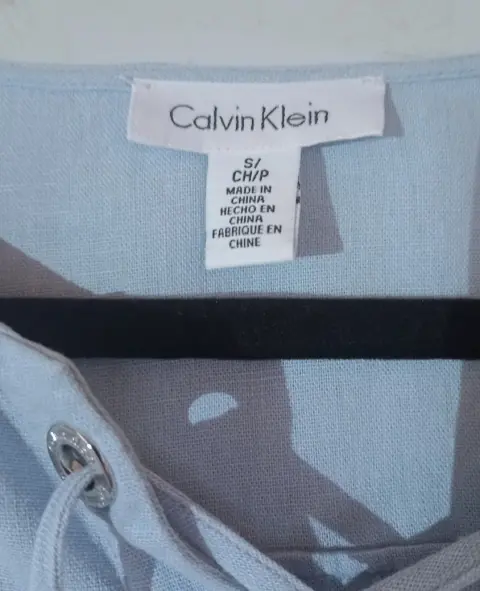 Calvin Klein
S/
CH/P
MADE IN
CHINA
HECHO EN
CHINA
FABRIQUE EN
CHINE